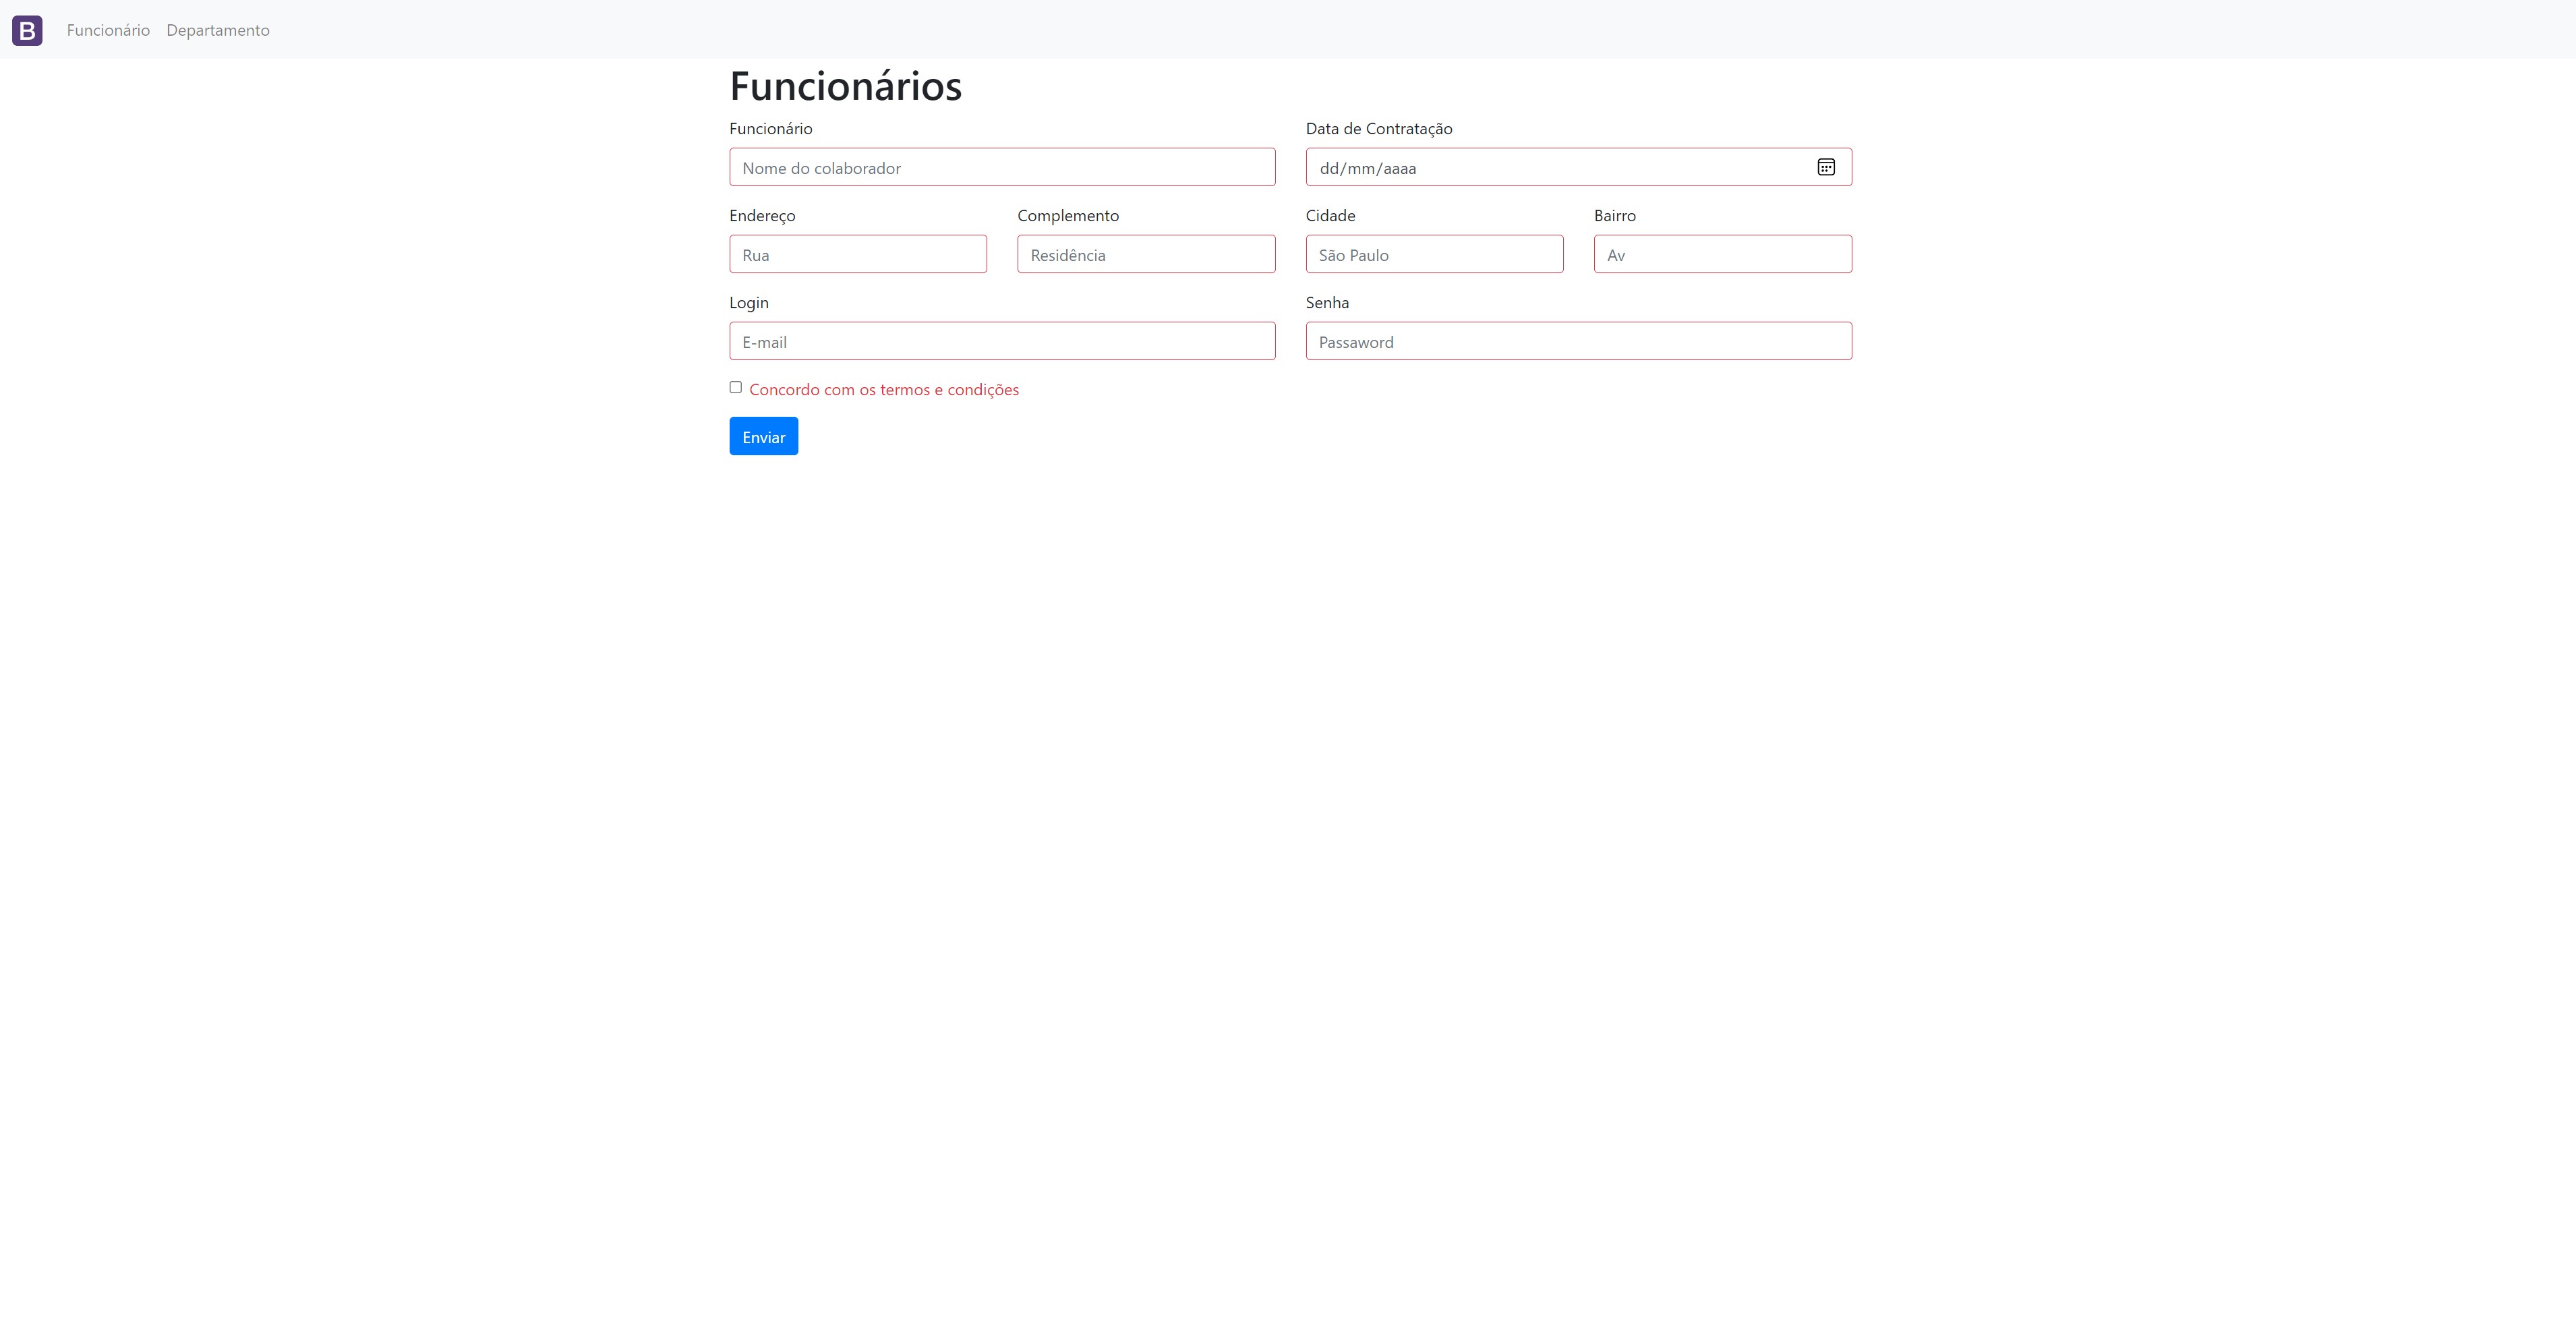 B Funcionário Departamento
Funcionários
Funcionário Data de Contratação
Nome do colaborador dd/mm/aaaa
Endereço Complemento Cidade Bairro
Rua Residência São Paulo Av
Login Senha
E-mail Passaword
Concordo com os termos e condições
Enviar